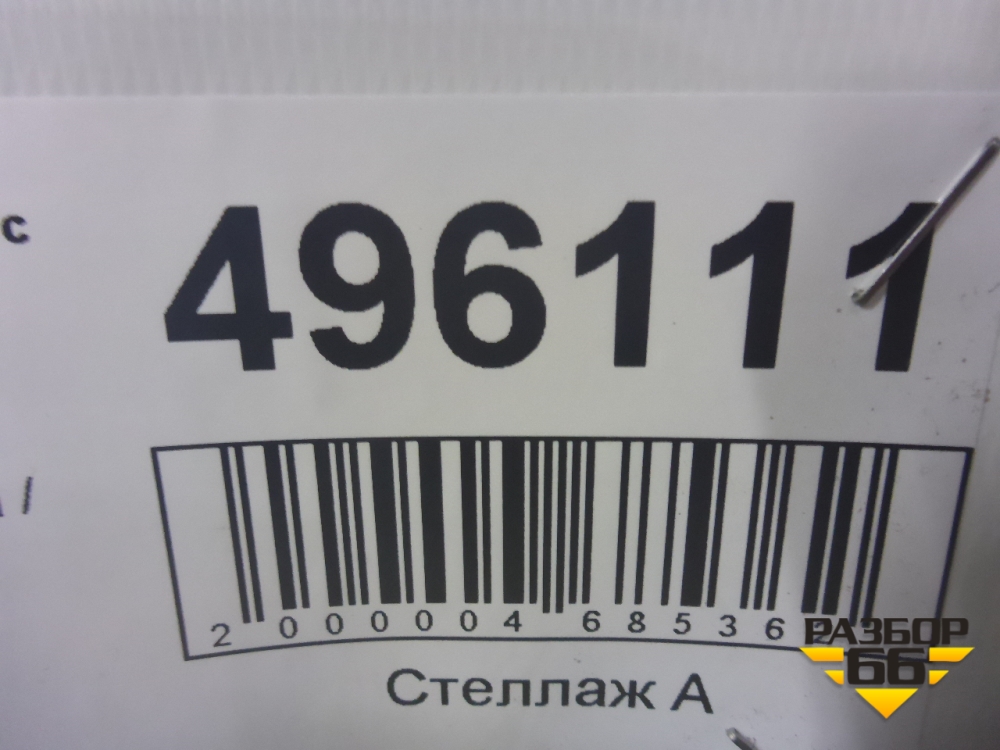 с
496111
2 000004 68536
Стеллаж А
РАЗБОР
66